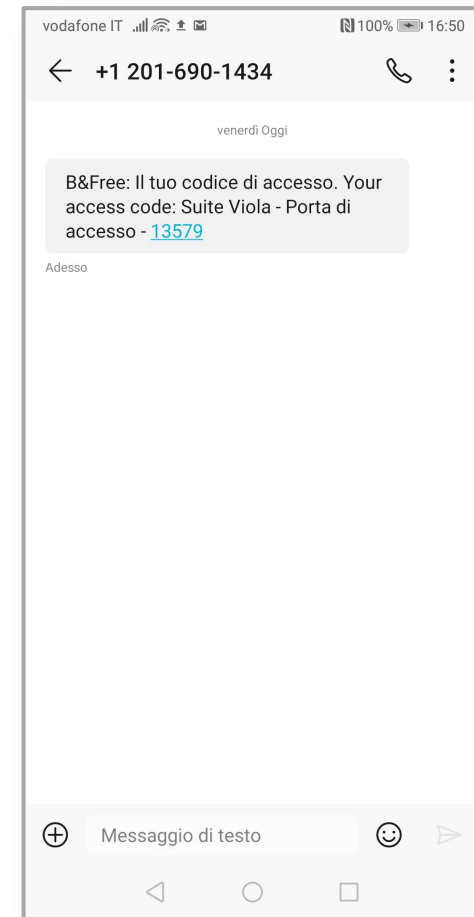 vodafone IT 100% 16:50
+1 201-690-1434
venerdì Oggi
B&Free: Il tuo codice di accesso. Your
access code: Suite Viola - Porta di
accesso - 13579
Adesso
Messaggio di testo